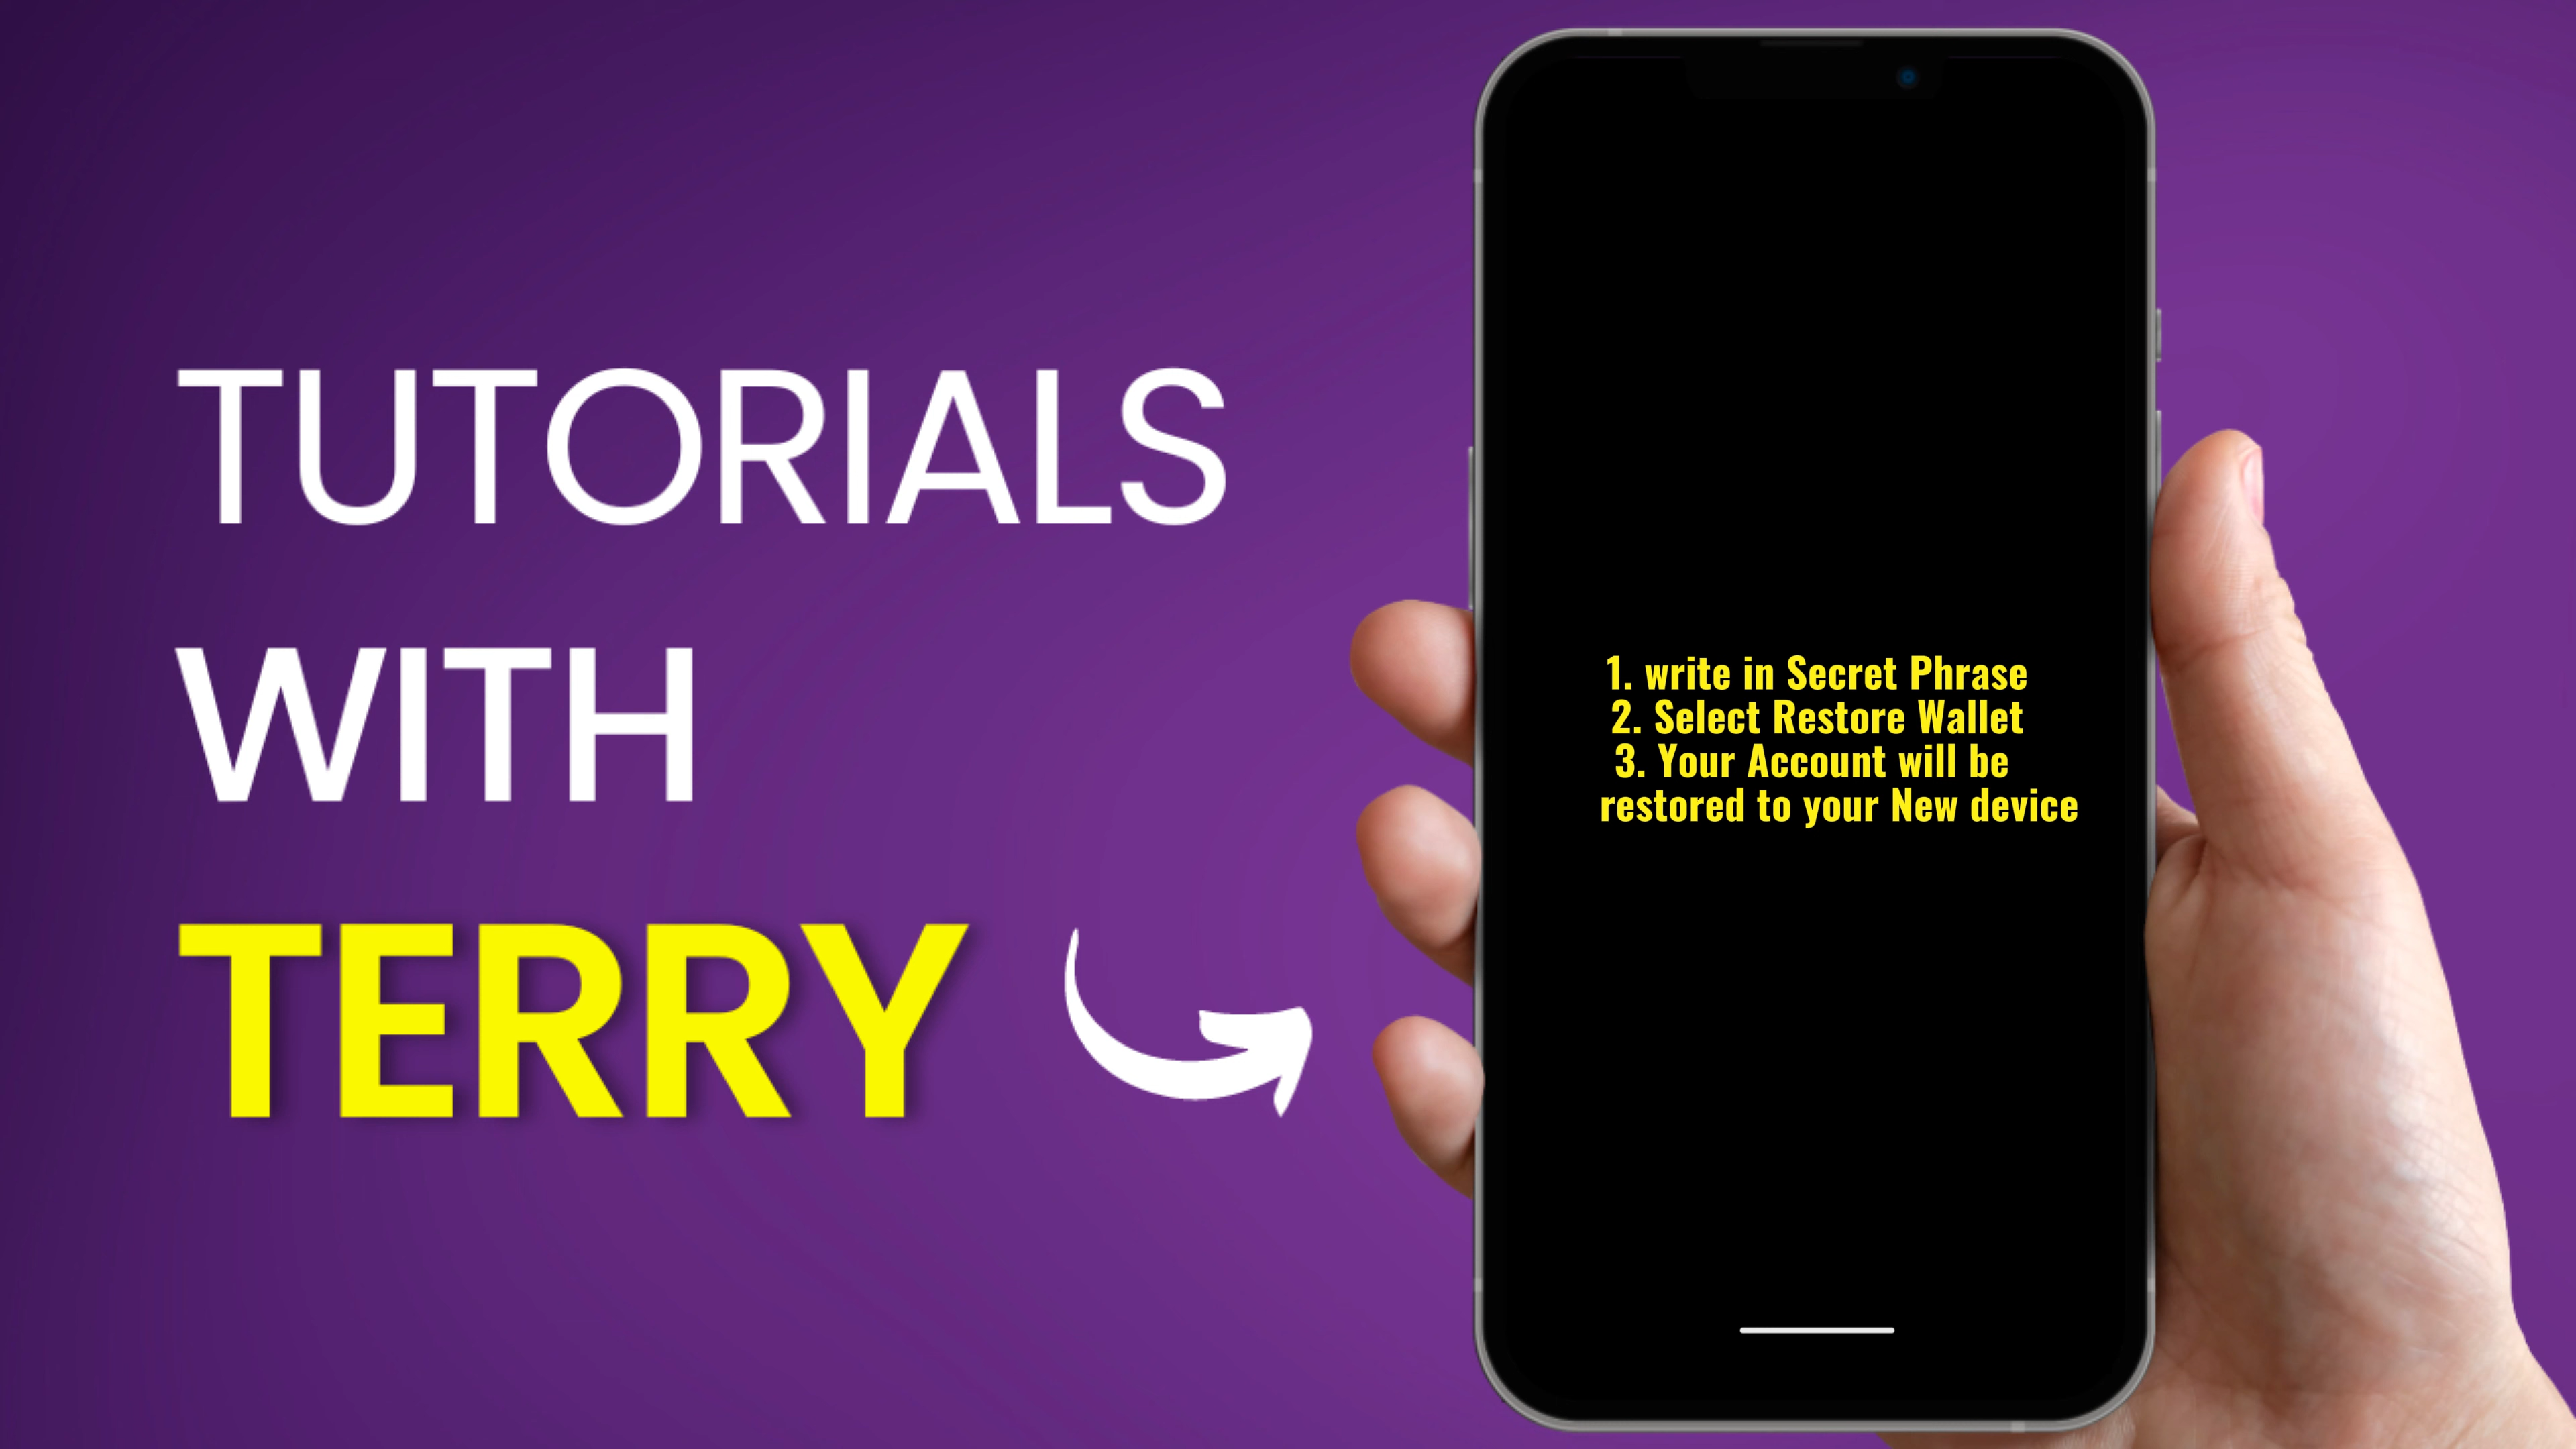 TUTORIALS
WITH
TERRY
1. write in Secret Phrase
2. Select Restore Wallet
3. Your Account will be
restored to your New device